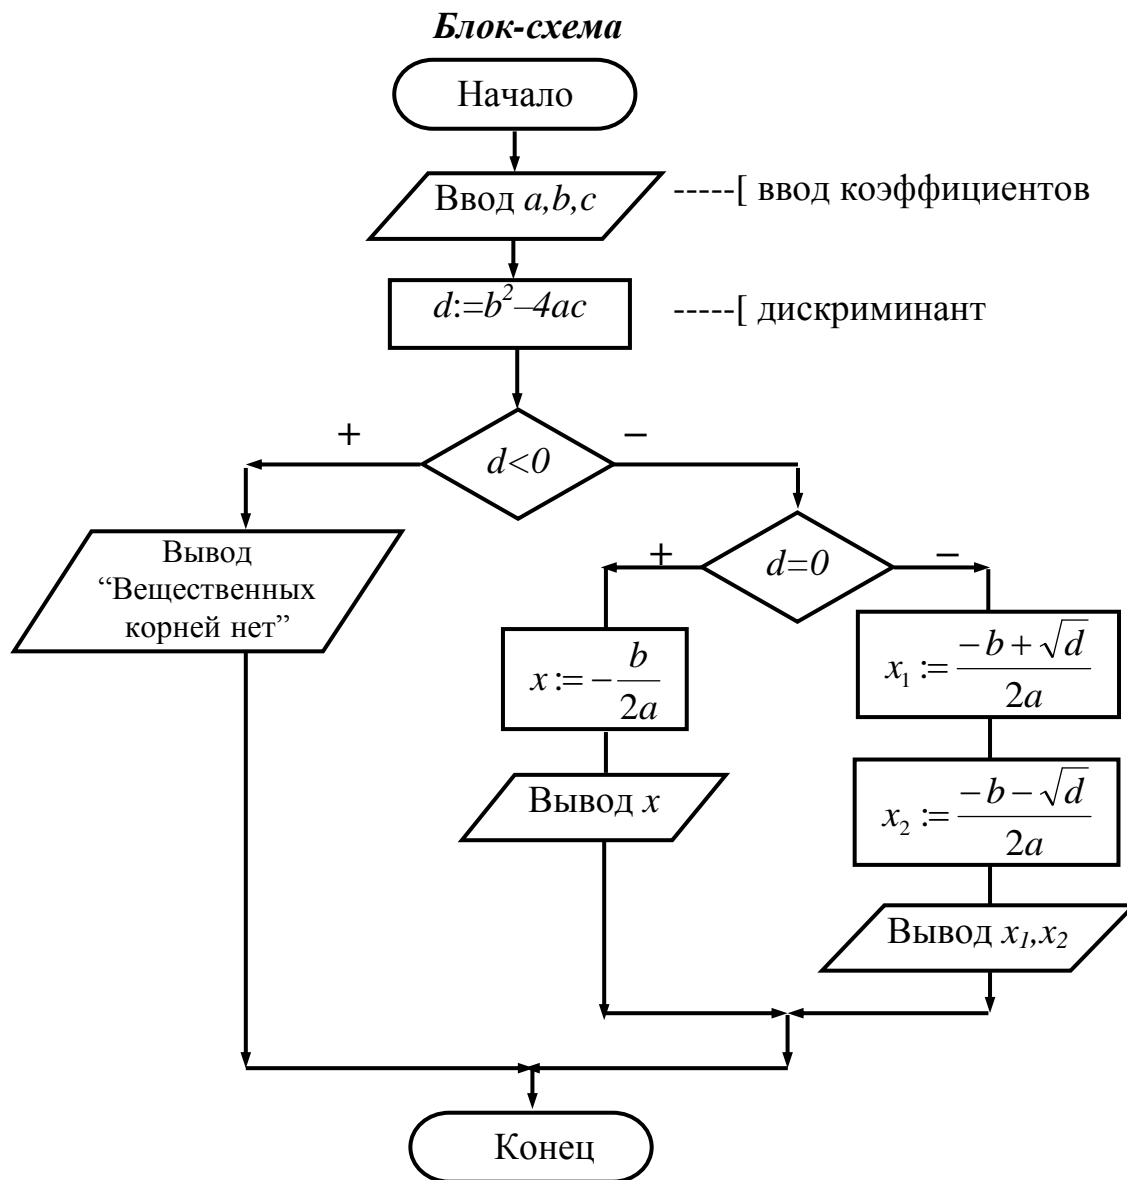 Блок-схема
Начало
Ввод a,b,c
-----[ ввод коэффициентов
d:=b²–4ac
-----[ дискриминант
+
–
d<0
Вывод
“Вещественных
корней нет”
+
–
d=0
x := -b/2a
x₁ := (-b + √d)/2a
Вывод x
x₂ := (-b - √d)/2a
Вывод x₁,x₂
Конец